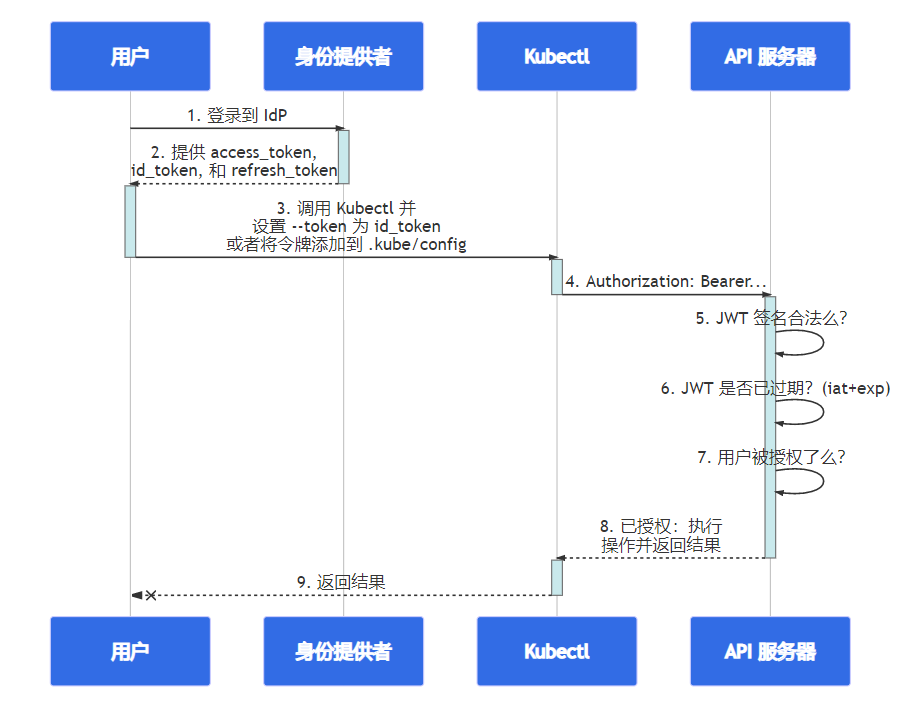 用户
身份提供者
Kubectl
API 服务器
1. 登录到 IdP
2. 提供 access_token,
id_token, 和 refresh_token
3. 调用 Kubectl 并
设置 --token 为 id_token
或者将令牌添加到 .kube/config
4. Authorization: Bearer...
5. JWT 签名合法么？
6. JWT 是否已过期？(iat+exp)
7. 用户被授权了么？
8. 已授权：执行
操作并返回结果
9. 返回结果
用户
身份提供者
Kubectl
API 服务器